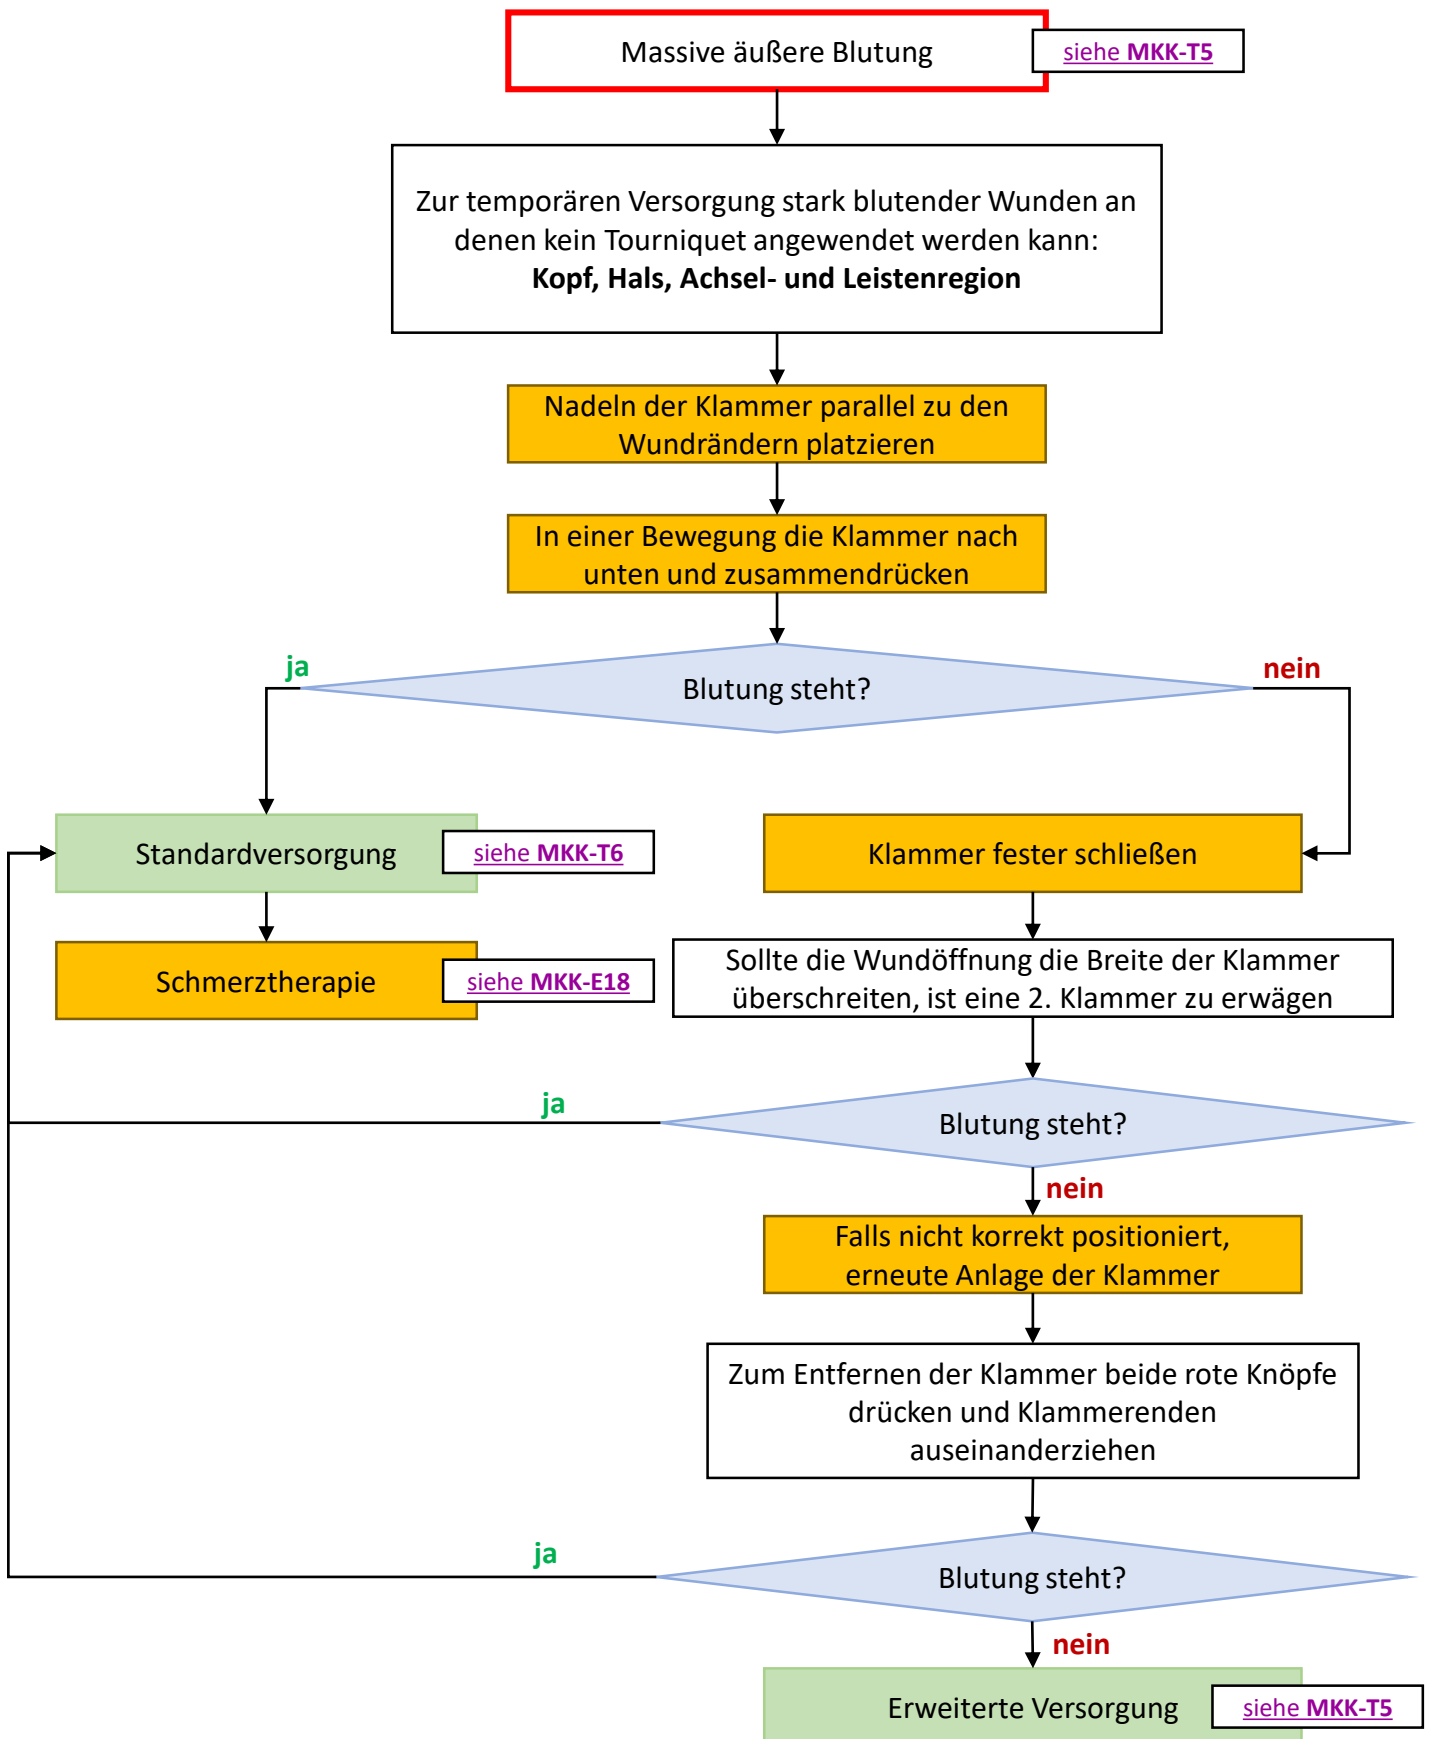 Massive äußere Blutung
siehe MKK-T5
Zur temporären Versorgung stark blutender Wunden an
denen kein Tourniquet angewendet werden kann:
Kopf, Hals, Achsel- und Leistenregion
Nadeln der Klammer parallel zu den
Wundrändern platzieren
In einer Bewegung die Klammer nach
unten und zusammendrücken
ja
Blutung steht?
nein
Standardversorgung
siehe MKK-T6
Klammer fester schließen
Schmerztherapie
siehe MKK-E18
Sollte die Wundöffnung die Breite der Klammer
überschreiten, ist eine 2. Klammer zu erwägen
ja
Blutung steht?
nein
Falls nicht korrekt positioniert,
erneute Anlage der Klammer
Zum Entfernen der Klammer beide rote Knöpfe
drücken und Klammerenden
auseinanderziehen
ja
Blutung steht?
nein
Erweiterte Versorgung
siehe MKK-T5